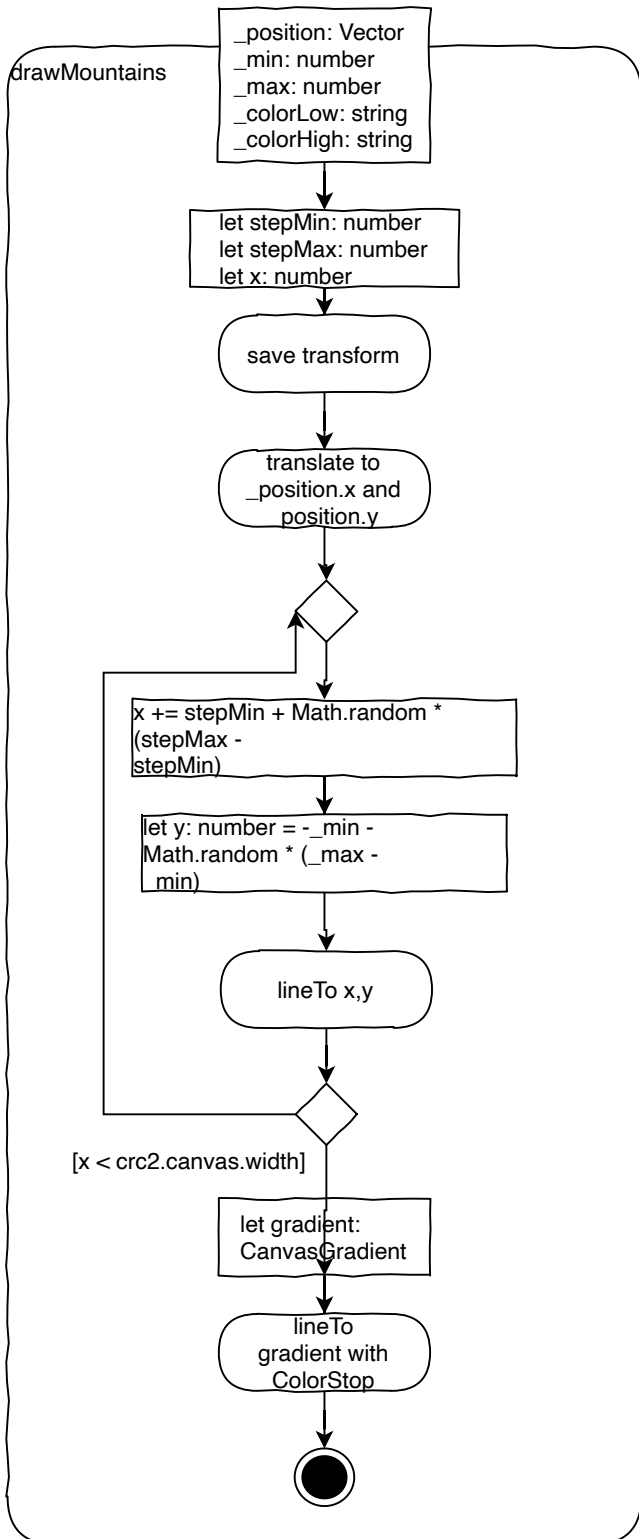 _position: Vector
_min: number
_max: number
_colorLow: string
_colorHigh: string
drawMountains
let stepMin: number
let stepMax: number
let x: number
save transform
translate to
_position.x and
position.y
x += stepMin + Math.random *
(stepMax -
stepMin)
let y: number = -_min -
Math.random * (_max -
_min)
lineTo x,y
[x < crc2.canvas.width]
let gradient:
CanvasGradient
lineTo
gradient with
ColorStop